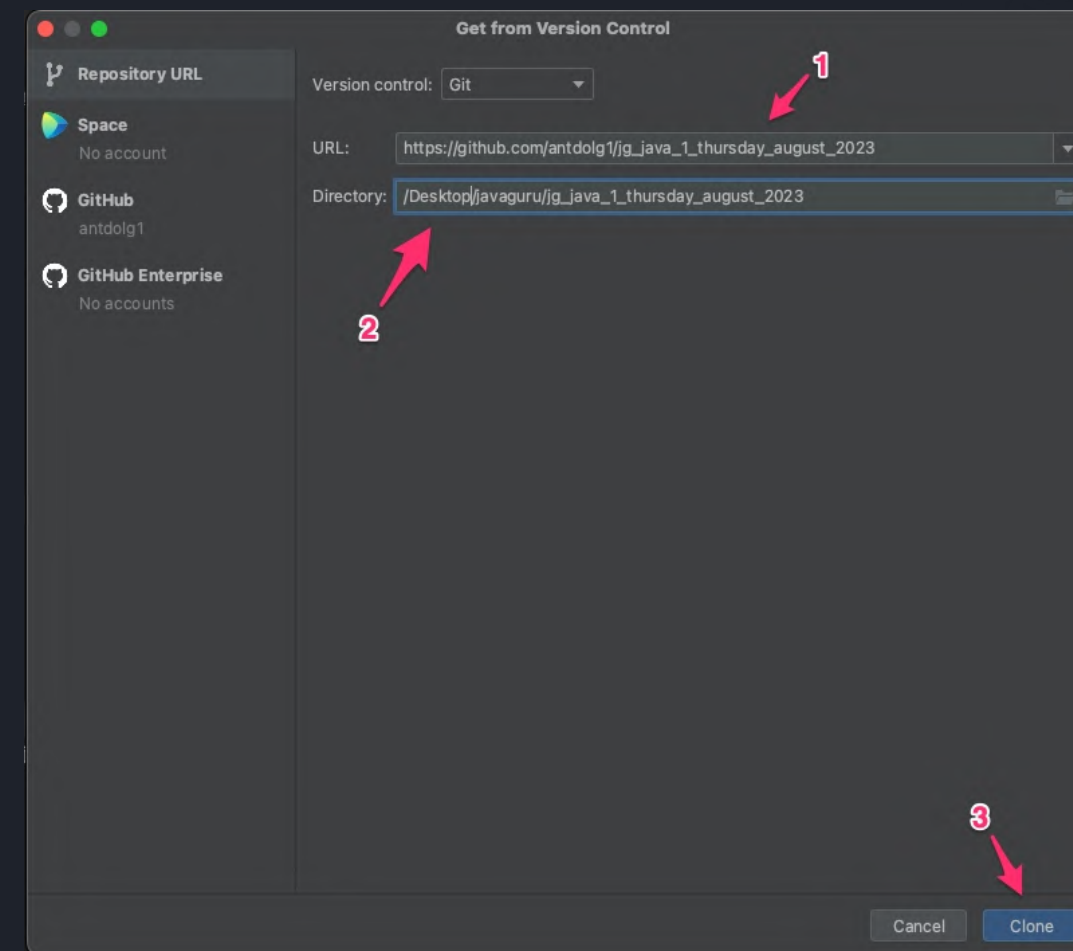 Get from Version Control
Repository URL
Space
No account
GitHub
antdolg1
GitHub Enterprise
No accounts
Version control: Git
1
URL: https://github.com/antdolg1/jg_java_1_thursday_august_2023
Directory: /Desktop/javaguru/jg_java_1_thursday_august_2023
2
3
Cancel Clone